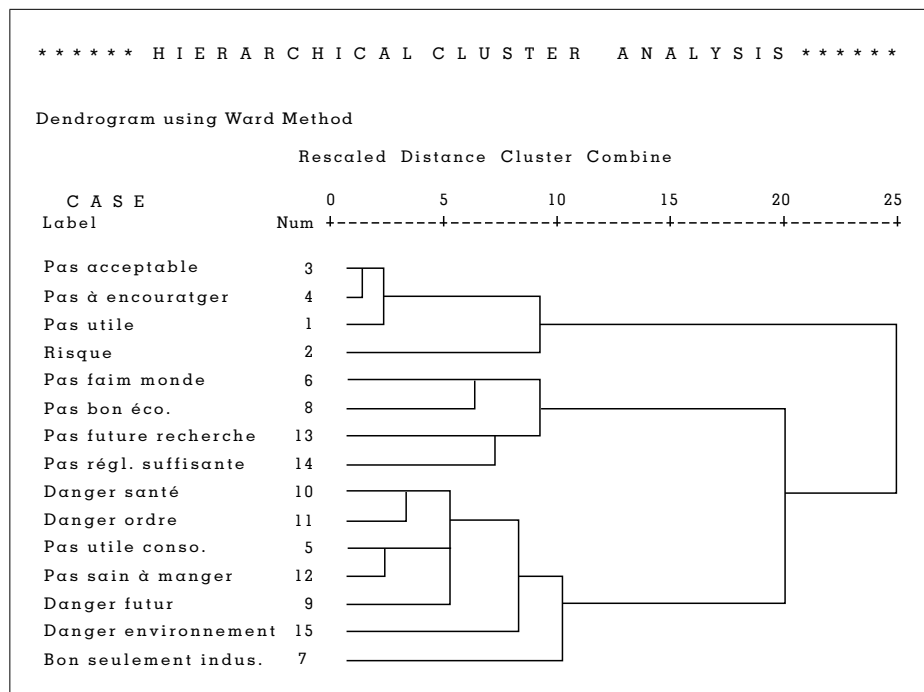 * * * * * * H I E R A R C H I C A L C L U S T E R A N A L Y S I S * * * * * *
Dendrogram using Ward Method
Rescaled Distance Cluster Combine
C A S E 0 5 10 15 20 25
Label Num +---------+---------+---------+---------+---------+
Pas acceptable 3
Pas à encouratger 4
Pas utile 1
Risque 2
Pas faim monde 6
Pas bon éco. 8
Pas future recherche 13
Pas régl. suffisante 14
Danger santé 10
Danger ordre 11
Pas utile conso. 5
Pas sain à manger 12
Danger futur 9
Danger environnement 15
Bon seulement indus. 7